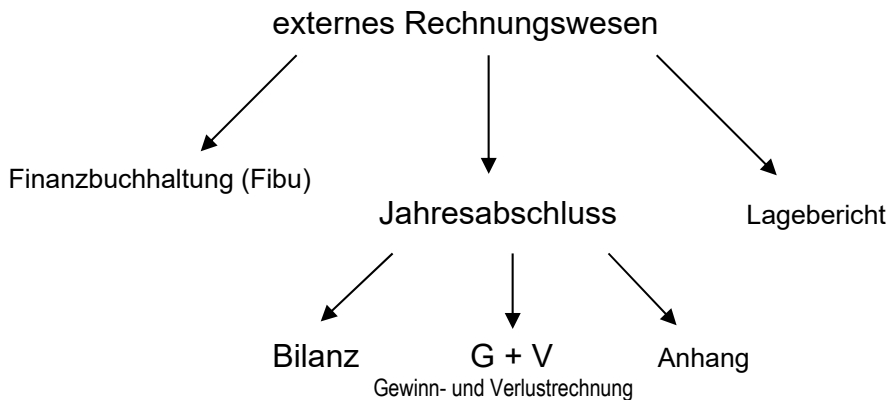 externes Rechnungswesen
Finanzbuchhaltung (Fibu)
Jahresabschluss
Lagebericht
Bilanz
G + V
Anhang
Gewinn- und Verlustrechnung